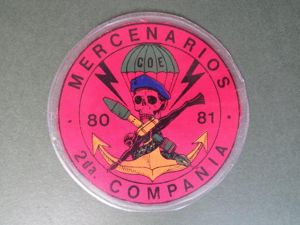 MERCENARIOS
COE
80 81
2da. COMPAÑIA